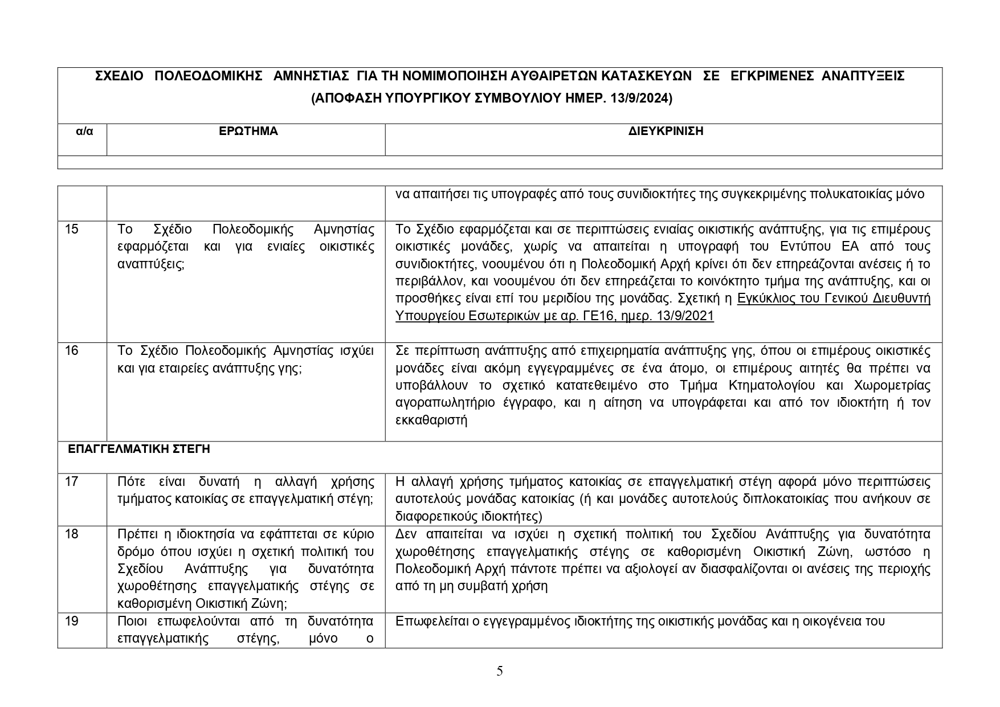 ΣΧΕΔΙΟ ΠΟΛΕΟΔΟΜΙΚΗΣ ΑΜΝΗΣΤΙΑΣ ΓΙΑ ΤΗ ΝΟΜΙΜΟΠΟΙΗΣΗ ΑΥΘΑΙΡΕΤΩΝ ΚΑΤΑΣΚΕΥΩΝ ΣΕ ΕΓΚΡΙΜΕΝΕΣ ΑΝΑΠΤΥΞΕΙΣ
(ΑΠΟΦΑΣΗ ΥΠΟΥΡΓΙΚΟΥ ΣΥΜΒΟΥΛΙΟΥ ΗΜΕΡ. 13/9/2024)
α/α ΕΡΩΤΗΜΑ ΔΙΕΥΚΡΙΝΙΣΗ
να απαιτήσει τις υπογραφές από τους συνιδιοκτήτες της συγκεκριμένης πολυκατοικίας μόνο
15
Το Σχέδιο Πολεοδομικής Αμνηστίας
εφαρμόζεται και για ενιαίες οικιστικές
αναπτύξεις;
Το Σχέδιο εφαρμόζεται και σε περιπτώσεις ενιαίας οικιστικής ανάπτυξης, για τις επιμέρους
οικιστικές μονάδες, χωρίς να απαιτείται η υπογραφή του Εντύπου ΕΑ από τους
συνιδιοκτήτες, νοουμένου ότι η Πολεοδομική Αρχή κρίνει ότι δεν επηρεάζονται ανέσεις ή το
περιβάλλον, και νοουμένου ότι δεν επηρεάζεται το κοινόκτητο τμήμα της ανάπτυξης, και οι
προσθήκες είναι επί του μεριδίου της μονάδας. Σχετική η Εγκύκλιος του Γενικού Διευθυντή
Υπουργείου Εσωτερικών με αρ. ΓΕ16, ημερ. 13/9/2021
16
Το Σχέδιο Πολεοδομικής Αμνηστίας ισχύει
και για εταιρείες ανάπτυξης γης;
Σε περίπτωση ανάπτυξης από επιχειρηματία ανάπτυξης γης, όπου οι επιμέρους οικιστικές
μονάδες είναι ακόμη εγγεγραμμένες σε ένα άτομο, οι επιμέρους αιτητές θα πρέπει να
υποβάλλουν το σχετικό κατατεθειμένο στο Τμήμα Κτηματολογίου και Χωρομετρίας
αγοραπωλητήριο έγγραφο, και η αίτηση να υπογράφεται και από τον ιδιοκτήτη ή τον
εκκαθαριστή
ΕΠΑΓΓΕΛΜΑΤΙΚΗ ΣΤΕΓΗ
17
Πότε είναι δυνατή η αλλαγή χρήσης
τμήματος κατοικίας σε επαγγελματική στέγη;
Η αλλαγή χρήσης τμήματος κατοικίας σε επαγγελματική στέγη αφορά μόνο περιπτώσεις
αυτοτελούς μονάδας κατοικίας (ή και μονάδες αυτοτελούς διπλοκατοικίας που ανήκουν σε
διαφορετικούς ιδιοκτήτες)
18
Πρέπει η ιδιοκτησία να εφάπτεται σε κύριο
δρόμο όπου ισχύει η σχετική πολιτική του
Σχεδίου Ανάπτυξης για δυνατότητα
χωροθέτησης επαγγελματικής στέγης σε
καθορισμένη Οικιστική Ζώνη;
Δεν απαιτείται να ισχύει η σχετική πολιτική του Σχεδίου Ανάπτυξης για δυνατότητα
χωροθέτησης επαγγελματικής στέγης σε καθορισμένη Οικιστική Ζώνη, ωστόσο η
Πολεοδομική Αρχή πάντοτε πρέπει να αξιολογεί αν διασφαλίζονται οι ανέσεις της περιοχής
από τη μη συμβατή χρήση
19
Ποιοι επωφελούνται από τη δυνατότητα
επαγγελματικής στέγης, μόνο ο
Επωφελείται ο εγγεγραμμένος ιδιοκτήτης της οικιστικής μονάδας και η οικογένεια του
5